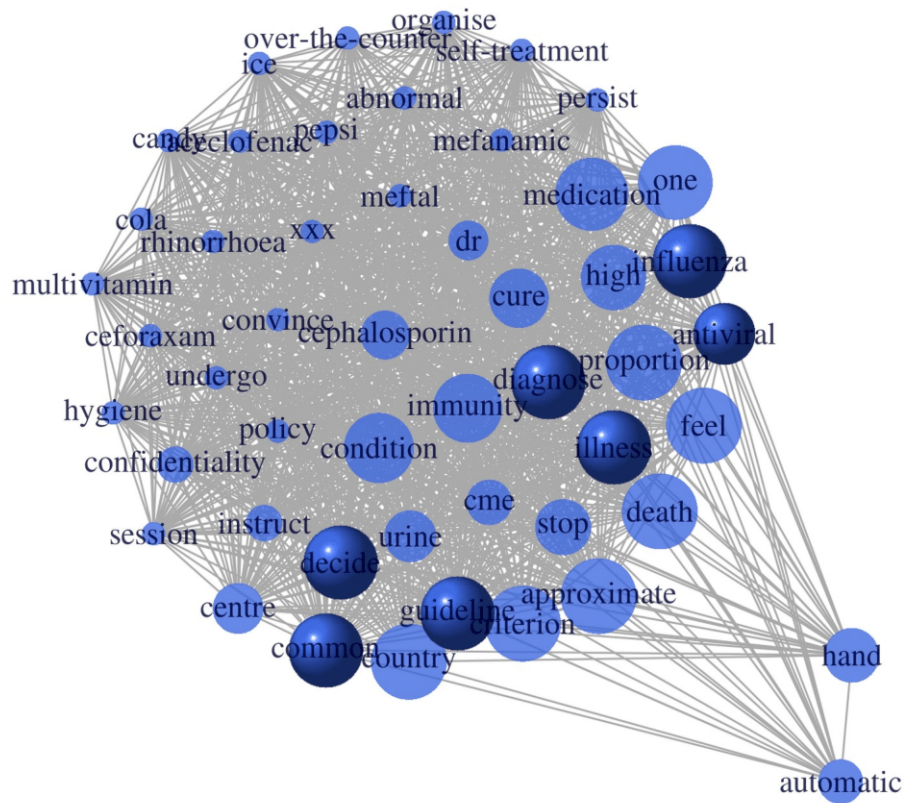 organise
over-the-counter
self-treatment
ice
abnormal
persist
candy
aceclofenac
pepsi
mefanamic
medication
one
meftal
cola
rhinorrhoea
xxx
dr
influenza
multivitamin
cure
high
ceforaxam
convince
cephalosporin
antiviral
proportion
undergo
diagnose
hygiene
immunity
policy
condition
illness
feel
confidentiality
session
instruct
cme
stop
death
urine
decide
centre
guideline
approximate
criterion
common
country
hand
automatic